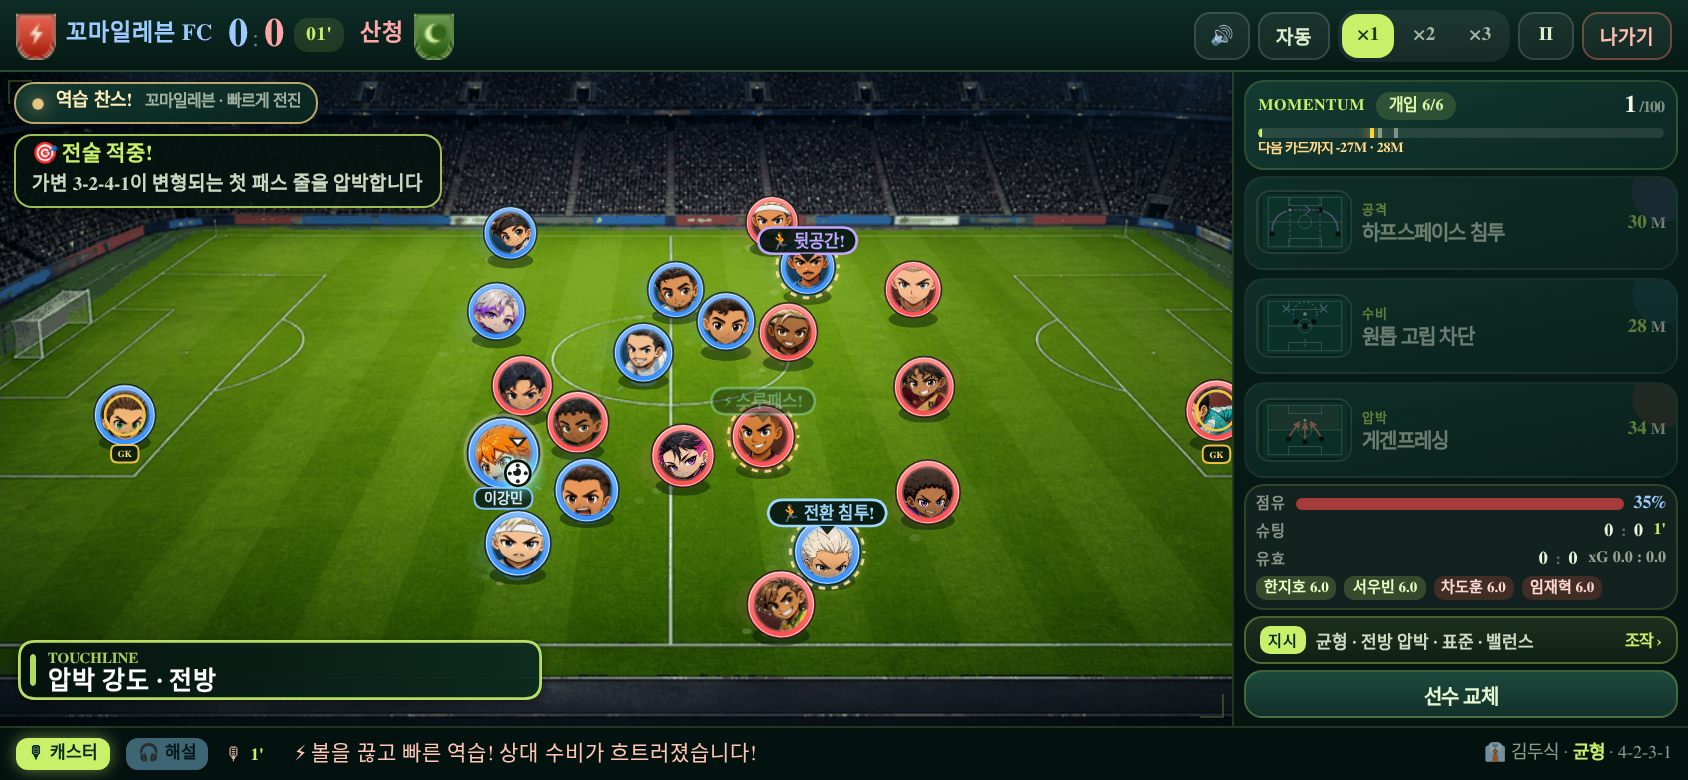 꼬마일레븐 FC 0 : 0 01' 산청
🔊 자동 ×1 ×2 ×3 II 나가기
역습 찬스! 꼬마일레븐 · 빠르게 전진
🎯 전술 적중!
가변 3-2-4-1이 변형되는 첫 패스 줄을 압박합니다
🏃 뒷공간!
⚡ 스루패스!
GK
GK
이강민
🏃 전환 침투!
TOUCHLINE
압박 강도 · 전방
MOMENTUM 개입 6/6 1 /100
다음 카드까지 -27M · 28M
공격
하프스페이스 침투 30 M
수비
원톱 고립 차단 28 M
압박
게겐프레싱 34 M
점유 35%
슈팅 0 : 0 1'
유효 0 : 0 xG 0.0 : 0.0
한지호 6.0 서우빈 6.0 차도훈 6.0 임재혁 6.0
지시 균형 · 전방 압박 · 표준 · 밸런스 조작 ›
선수 교체
🎙 캐스터 🎧 해설 🎙 1' ⚡ 볼을 끊고 빠른 역습! 상대 수비가 흐트러졌습니다!
👔 김두식 · 균형 · 4-2-3-1